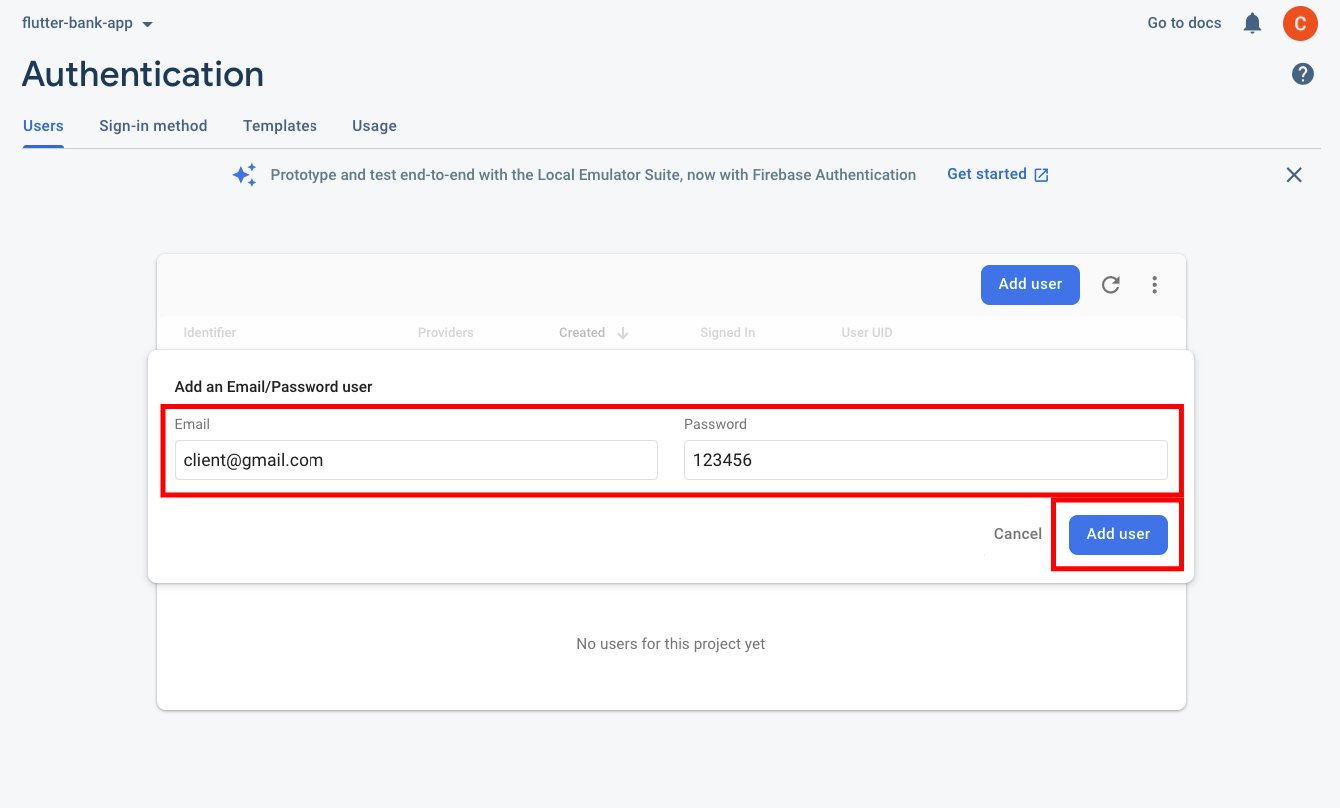 flutter-bank-app
Go to docs
C
Authentication
?
Users Sign-in method Templates Usage
Prototype and test end-to-end with the Local Emulator Suite, now with Firebase Authentication Get started
Add user
Identifier Providers Created Signed In User UID
Add an Email/Password user
Email Password
client@gmail.com 123456
Cancel Add user
No users for this project yet